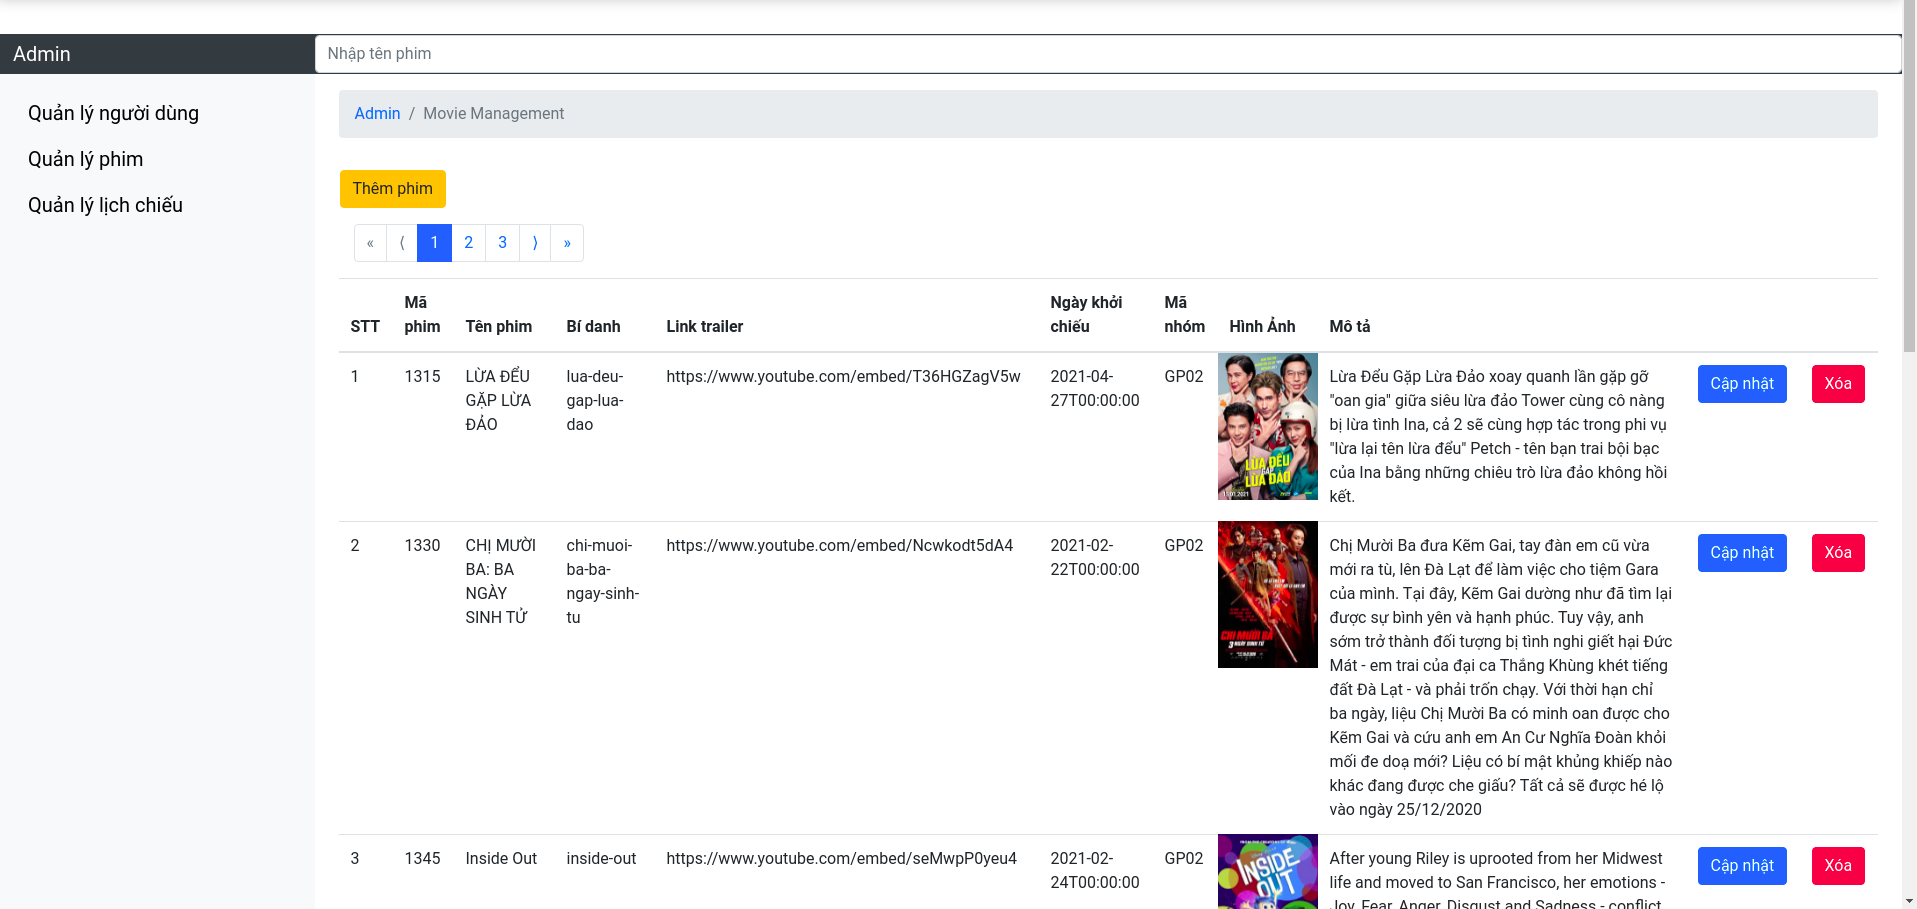 Admin
Nhập tên phim
Quản lý người dùng
Quản lý phim
Quản lý lịch chiếu
Admin / Movie Management
Thêm phim
« ⟨ 1 2 3 ⟩ »
STT
Mã
phim
Tên phim
Bí danh
Link trailer
Ngày khởi
chiếu
Mã
nhóm
Hình Ảnh
Mô tả
1
1315
LỪA ĐỂU
GẶP LỪA
ĐẢO
lua-deu-
gap-lua-
dao
https://www.youtube.com/embed/T36HGZagV5w
2021-04-
27T00:00:00
GP02
LỪA ĐỂU
GẶP
LỪA ĐẢO
Lừa Đểu Gặp Lừa Đảo xoay quanh lần gặp gỡ
"oan gia" giữa siêu lừa đảo Tower cùng cô nàng
bị lừa tình Ina, cả 2 sẽ cùng hợp tác trong phi vụ
"lừa lại tên lừa đểu" Petch - tên bạn trai bội bạc
của Ina bằng những chiêu trò lừa đảo không hồi
kết.
Cập nhật
Xóa
2
1330
CHỊ MƯỜI
BA: BA
NGÀY
SINH TỬ
chi-muoi-
ba-ba-
ngay-sinh-
tu
https://www.youtube.com/embed/Ncwkodt5dA4
2021-02-
22T00:00:00
GP02
CHỊ MƯỜI BA
3 NGÀY SINH TỬ
Chị Mười Ba đưa Kẽm Gai, tay đàn em cũ vừa
mới ra tù, lên Đà Lạt để làm việc cho tiệm Gara
của mình. Tại đây, Kẽm Gai dường như đã tìm lại
được sự bình yên và hạnh phúc. Tuy vậy, anh
sớm trở thành đối tượng bị tình nghi giết hại Đức
Mát - em trai của đại ca Thắng Khùng khét tiếng
đất Đà Lạt - và phải trốn chạy. Với thời hạn chỉ
ba ngày, liệu Chị Mười Ba có minh oan được cho
Kẽm Gai và cứu anh em An Cư Nghĩa Đoàn khỏi
mối đe doạ mới? Liệu có bí mật khủng khiếp nào
khác đang được che giấu? Tất cả sẽ được hé lộ
vào ngày 25/12/2020
Cập nhật
Xóa
3
1345
Inside Out
inside-out
https://www.youtube.com/embed/seMwpP0yeu4
2021-02-
24T00:00:00
GP02
INSIDE
OUT
After young Riley is uprooted from her Midwest
life and moved to San Francisco, her emotions -
Joy, Fear, Anger, Disgust and Sadness - conflict
Cập nhật
Xóa